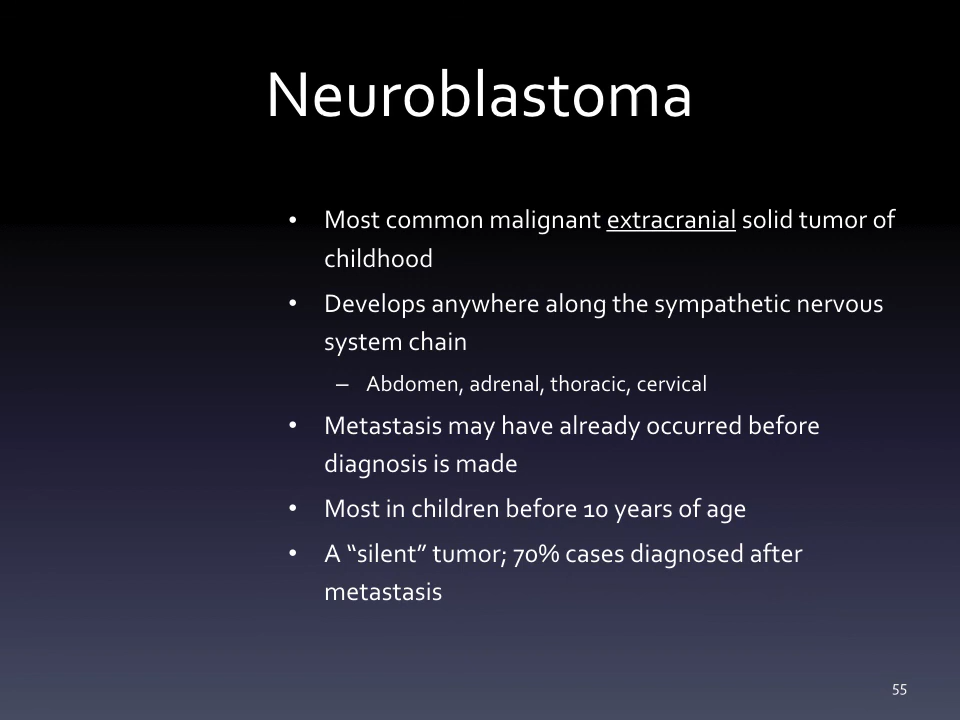 Neuroblastoma
• Most common malignant extracranial solid tumor of
childhood
• Develops anywhere along the sympathetic nervous
system chain
– Abdomen, adrenal, thoracic, cervical
• Metastasis may have already occurred before
diagnosis is made
• Most in children before 10 years of age
• A “silent” tumor; 70% cases diagnosed after
metastasis
55